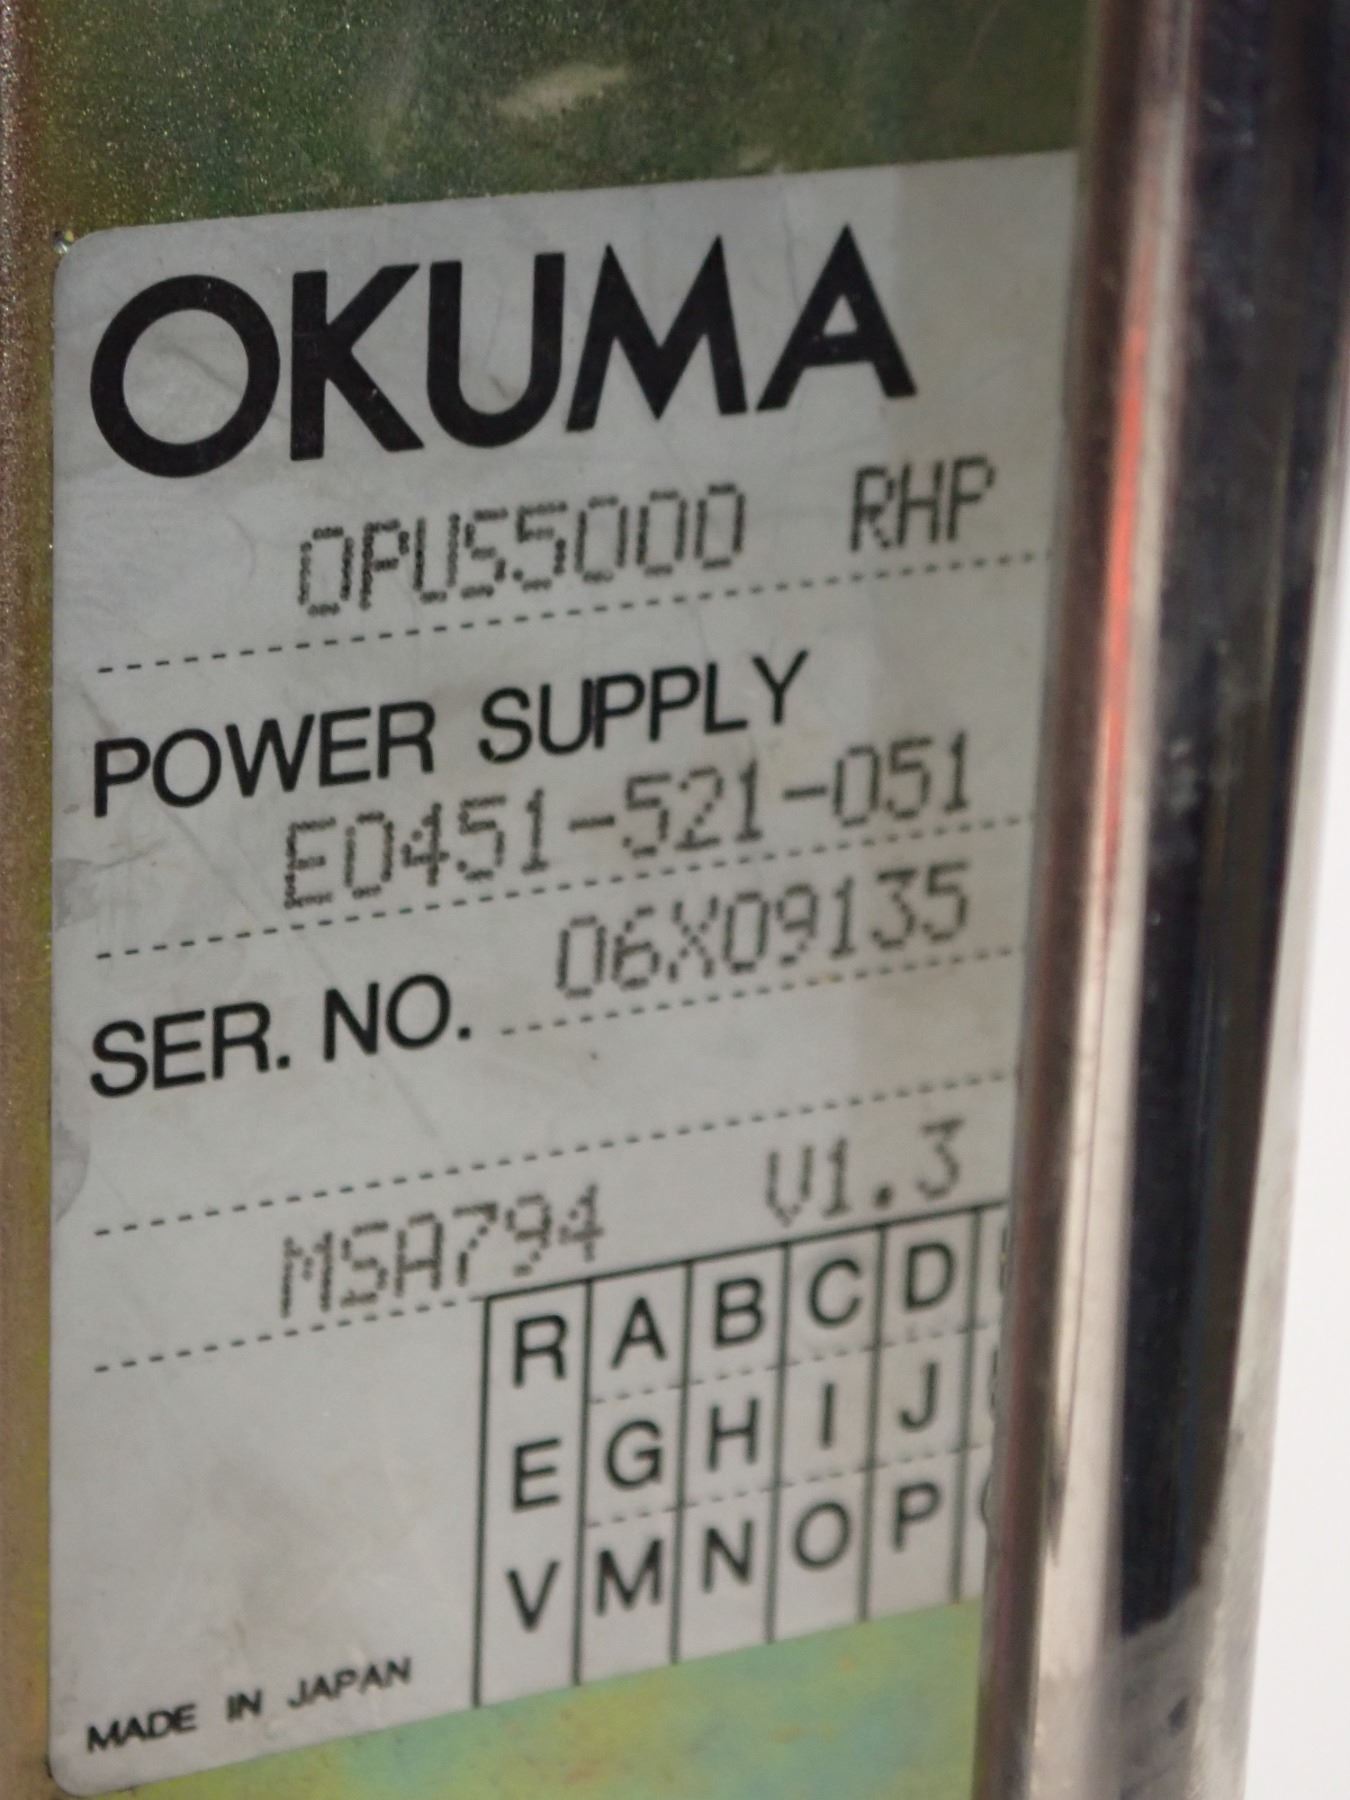 OKUMA
OPUS5000 RHP
POWER SUPPLY
E0451-521-051
SER. NO. 06X09135
MSA794 V1.3
R A B C D
E G H I J
V M N O P
MADE IN JAPAN